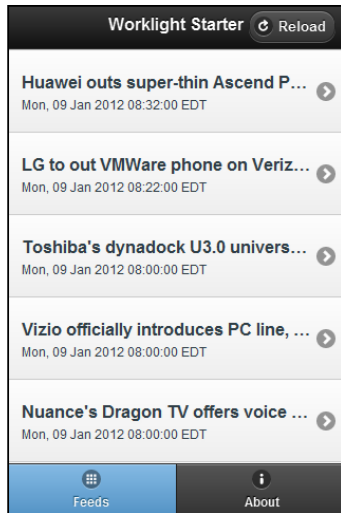 Worklight Starter
Reload
Huawei outs super-thin Ascend P...
Mon, 09 Jan 2012 08:32:00 EDT
LG to out VMWare phone on Veriz...
Mon, 09 Jan 2012 08:22:00 EDT
Toshiba's dynadock U3.0 univers...
Mon, 09 Jan 2012 08:00:00 EDT
Vizio officially introduces PC line, ...
Mon, 09 Jan 2012 08:00:00 EDT
Nuance's Dragon TV offers voice ...
Mon, 09 Jan 2012 08:00:00 EDT
Feeds
About